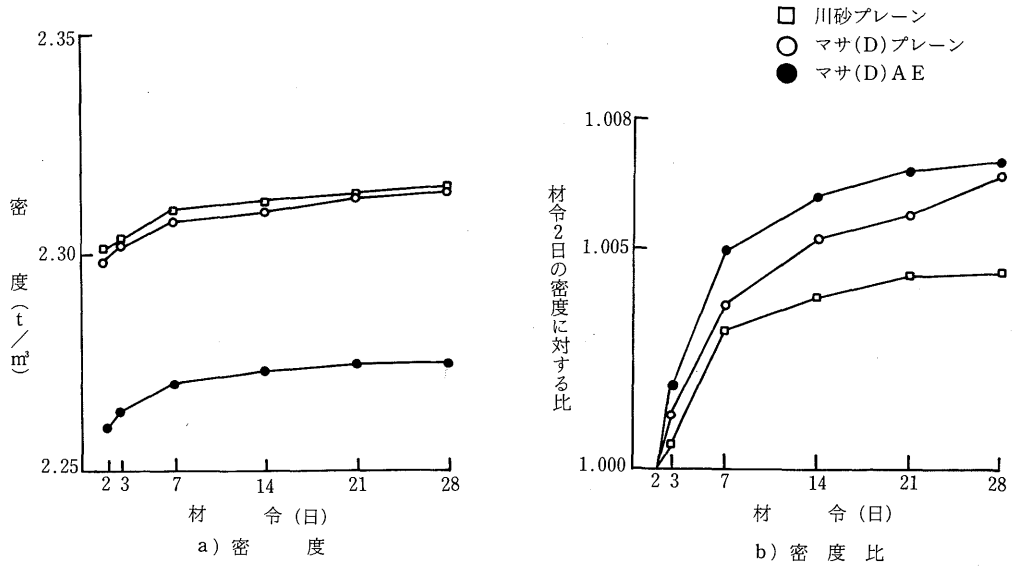 川砂プレーン
マサ(D)プレーン
マサ(D)AE
2.35
2.30
2.25
密度(t/m³)
2 3 7 14 21 28
材令(日)
a)密度
1.008
1.005
1.000
材令2日の密度に対する比
2 3 7 14 21 28
材令(日)
b)密度比